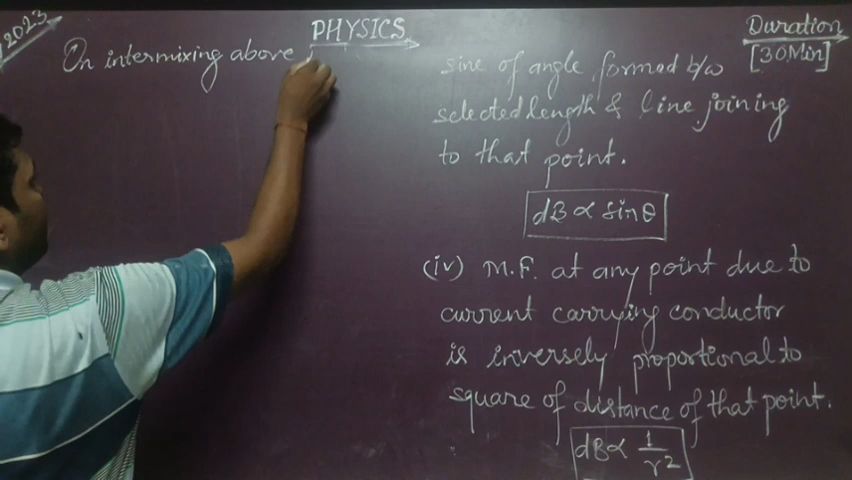 2023
PHYSICS
Duration
[30 Min]
On intermixing above
sine of angle formed b/w
selected length & line joining
to that point.
dB ∝ sinθ
(iv) M.F. at any point due to
current carrying conductor
is inversely proportional to
square of distance of that point.
dB ∝ 1/r²